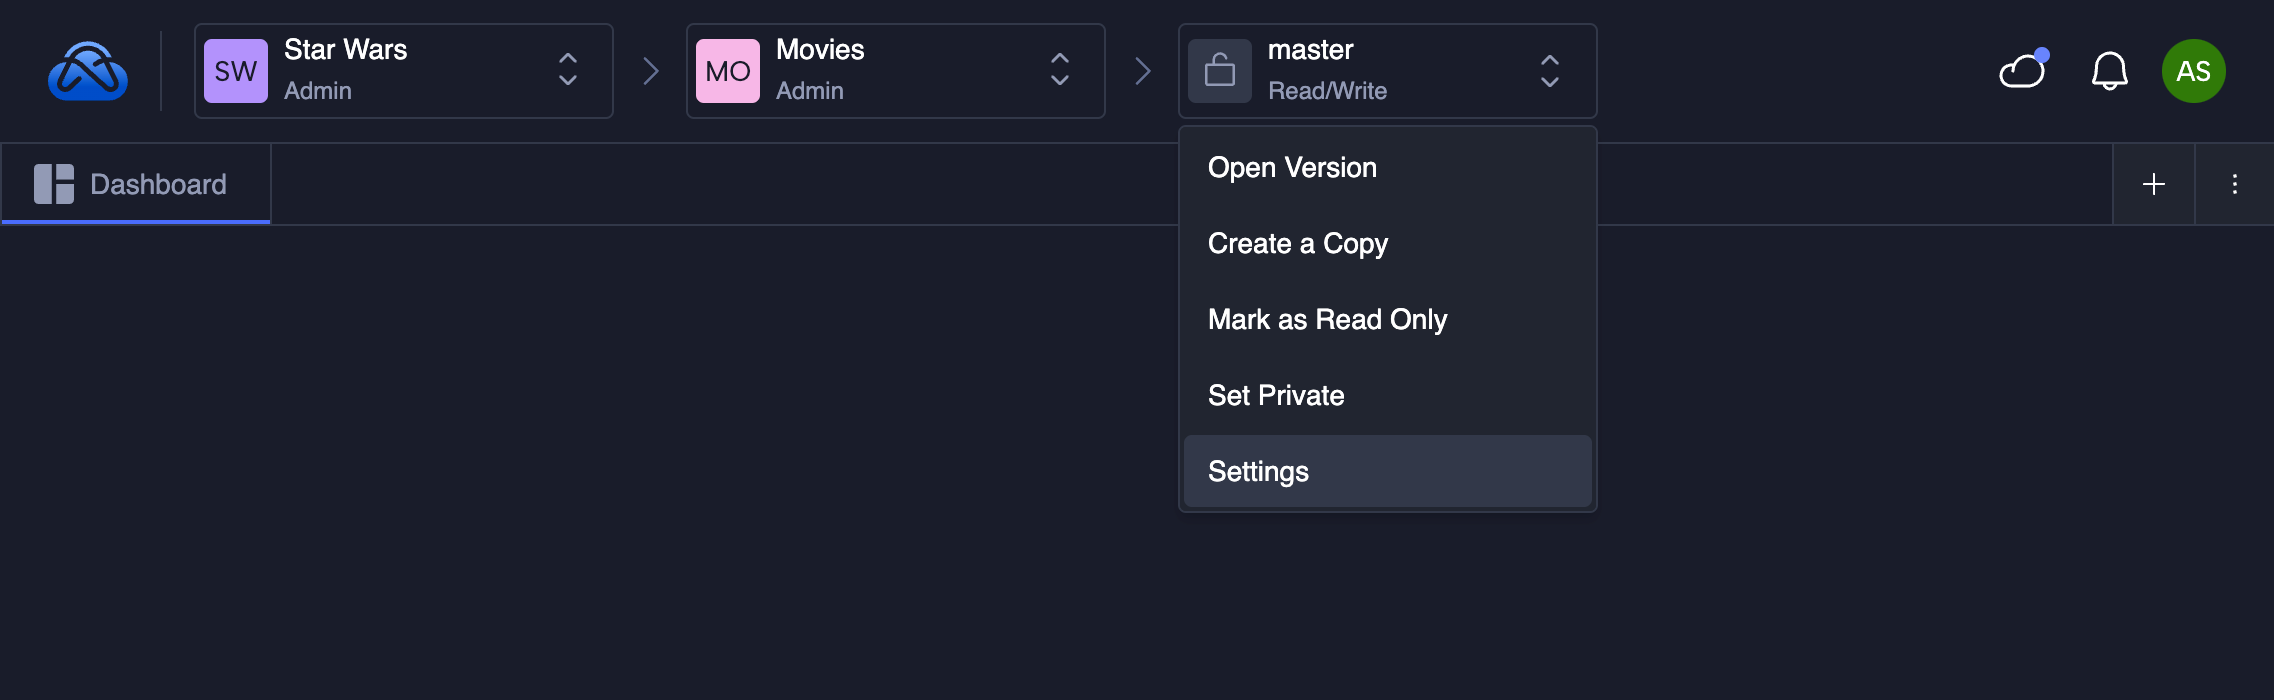 SW
Star Wars
Admin
MO
Movies
Admin
master
Read/Write
AS
Dashboard
Open Version
Create a Copy
Mark as Read Only
Set Private
Settings